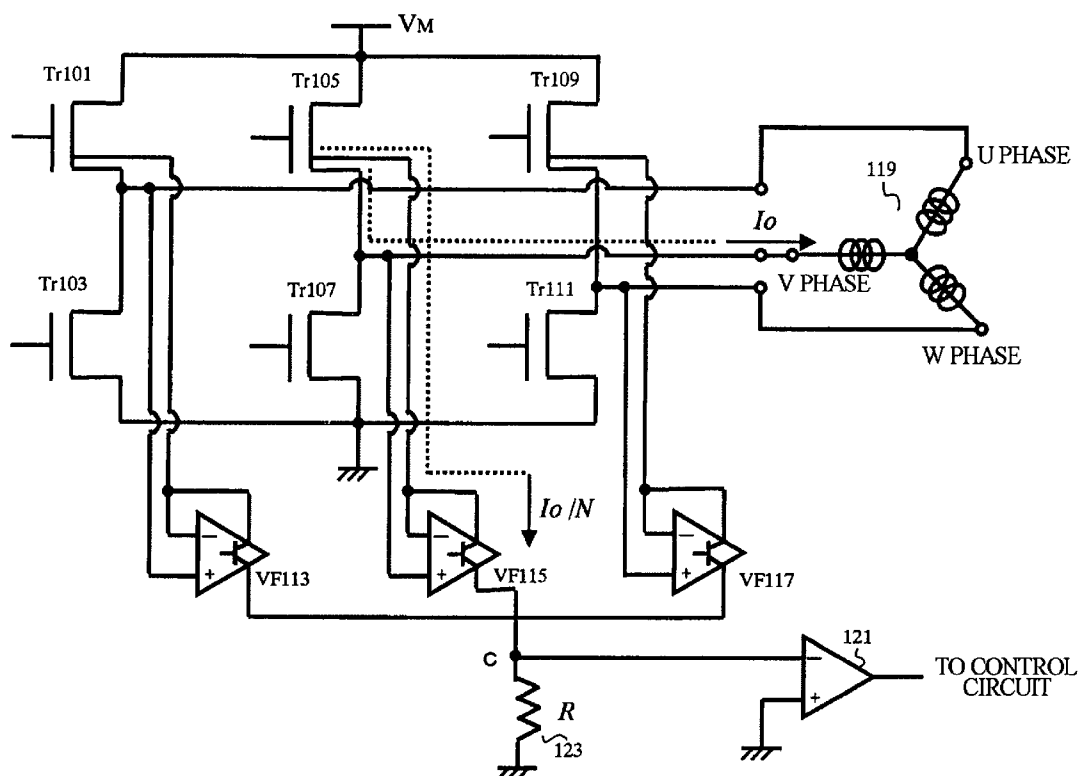 VM
Tr101
Tr105
Tr109
U PHASE
119
Io
V PHASE
Tr103
Tr107
Tr111
W PHASE
Io /N
−
+
VF113
−
+
VF115
−
+
VF117
C
−
+
121
TO CONTROL
CIRCUIT
R
123